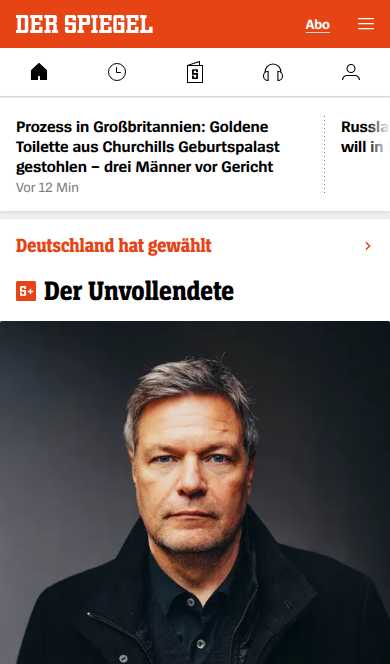 DER SPIEGEL
Abo
Prozess in Großbritannien: Goldene
Toilette aus Churchills Geburtspalast
gestohlen – drei Männer vor Gericht
Vor 12 Min
will in
Deutschland hat gewählt
S+ Der Unvollendete